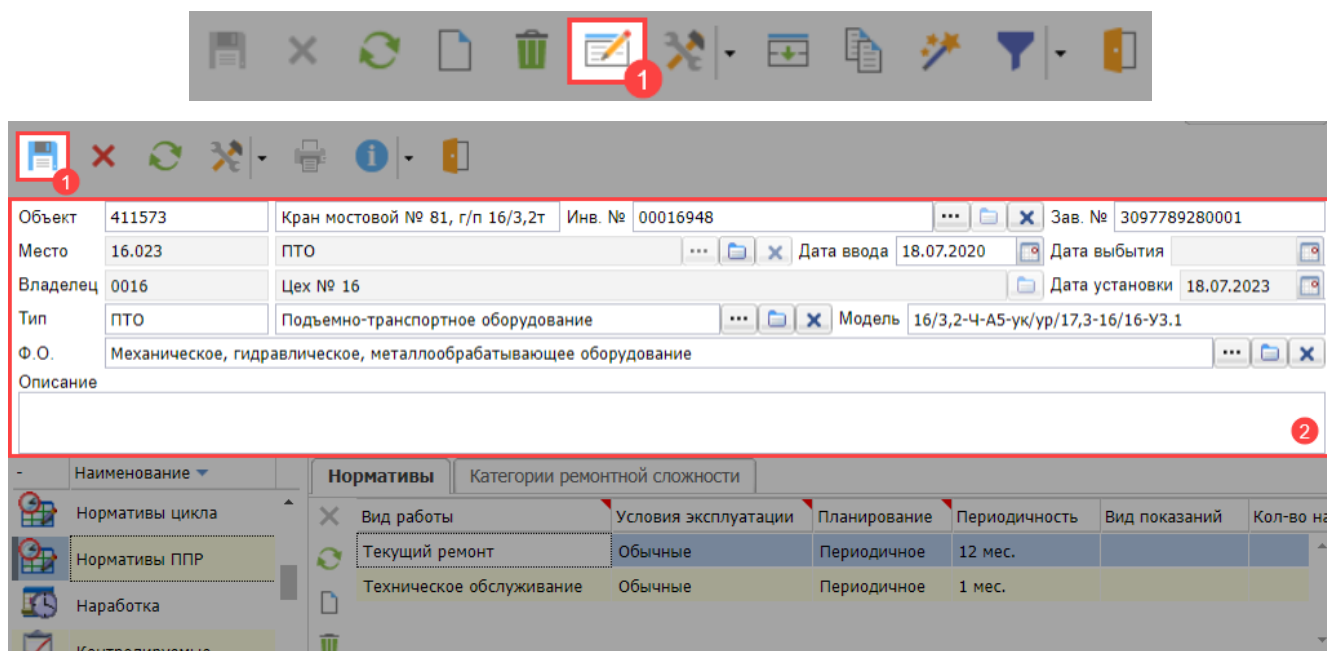 1
1
Объект 411573 Кран мостовой № 81, г/п 16/3,2т Инв. № 00016948 ... Зав. № 3097789280001
Место 16.023 ПТО ... Дата ввода 18.07.2020 Дата выбытия
Владелец 0016 Цех № 16 Дата установки 18.07.2023
Тип ПТО Подъемно-транспортное оборудование ... Модель 16/3,2-Ч-А5-ук/ур/17,3-16/16-У3.1
Ф.О. Механическое, гидравлическое, металлообрабатывающее оборудование ...
Описание
2
- Наименование Нормативы Категории ремонтной сложности
Нормативы цикла Вид работы Условия эксплуатации Планирование Периодичность Вид показаний Кол-во на
Нормативы ППР Текущий ремонт Обычные Периодичное 12 мес.
Техническое обслуживание Обычные Периодичное 1 мес.
Наработка